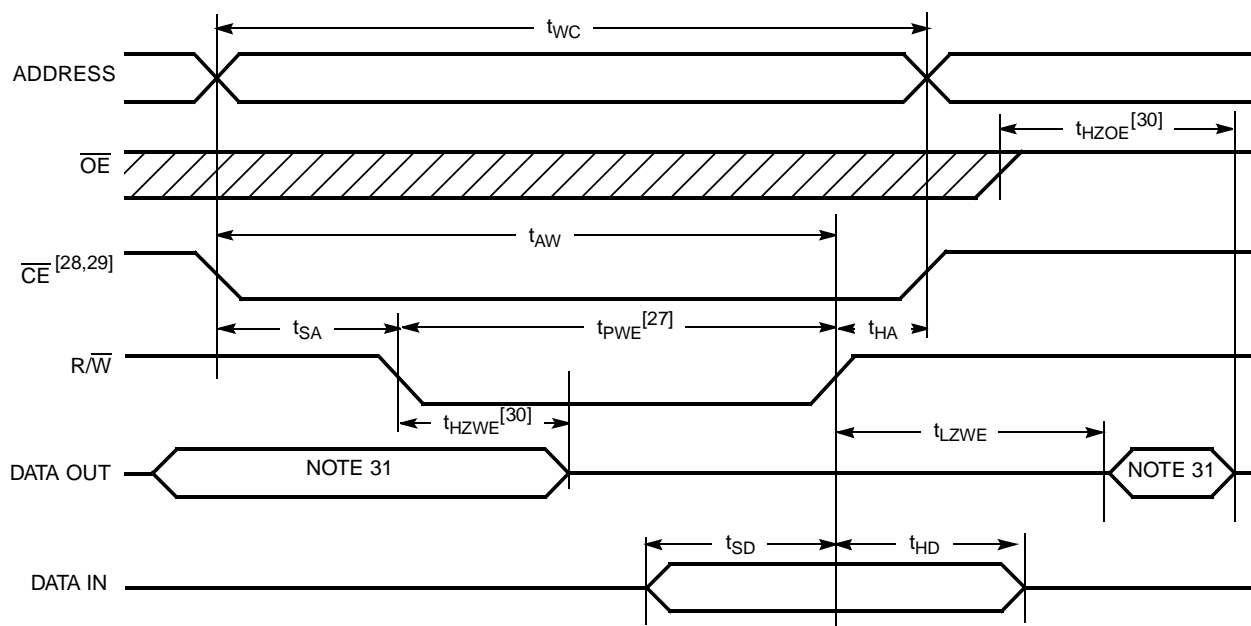 tWC
ADDRESS
tHZOE[30]
OE
tAW
CE [28,29]
tSA
tPWE[27]
tHA
R/W
tHZWE[30]
tLZWE
DATA OUT
NOTE 31
NOTE 31
tSD
tHD
DATA IN